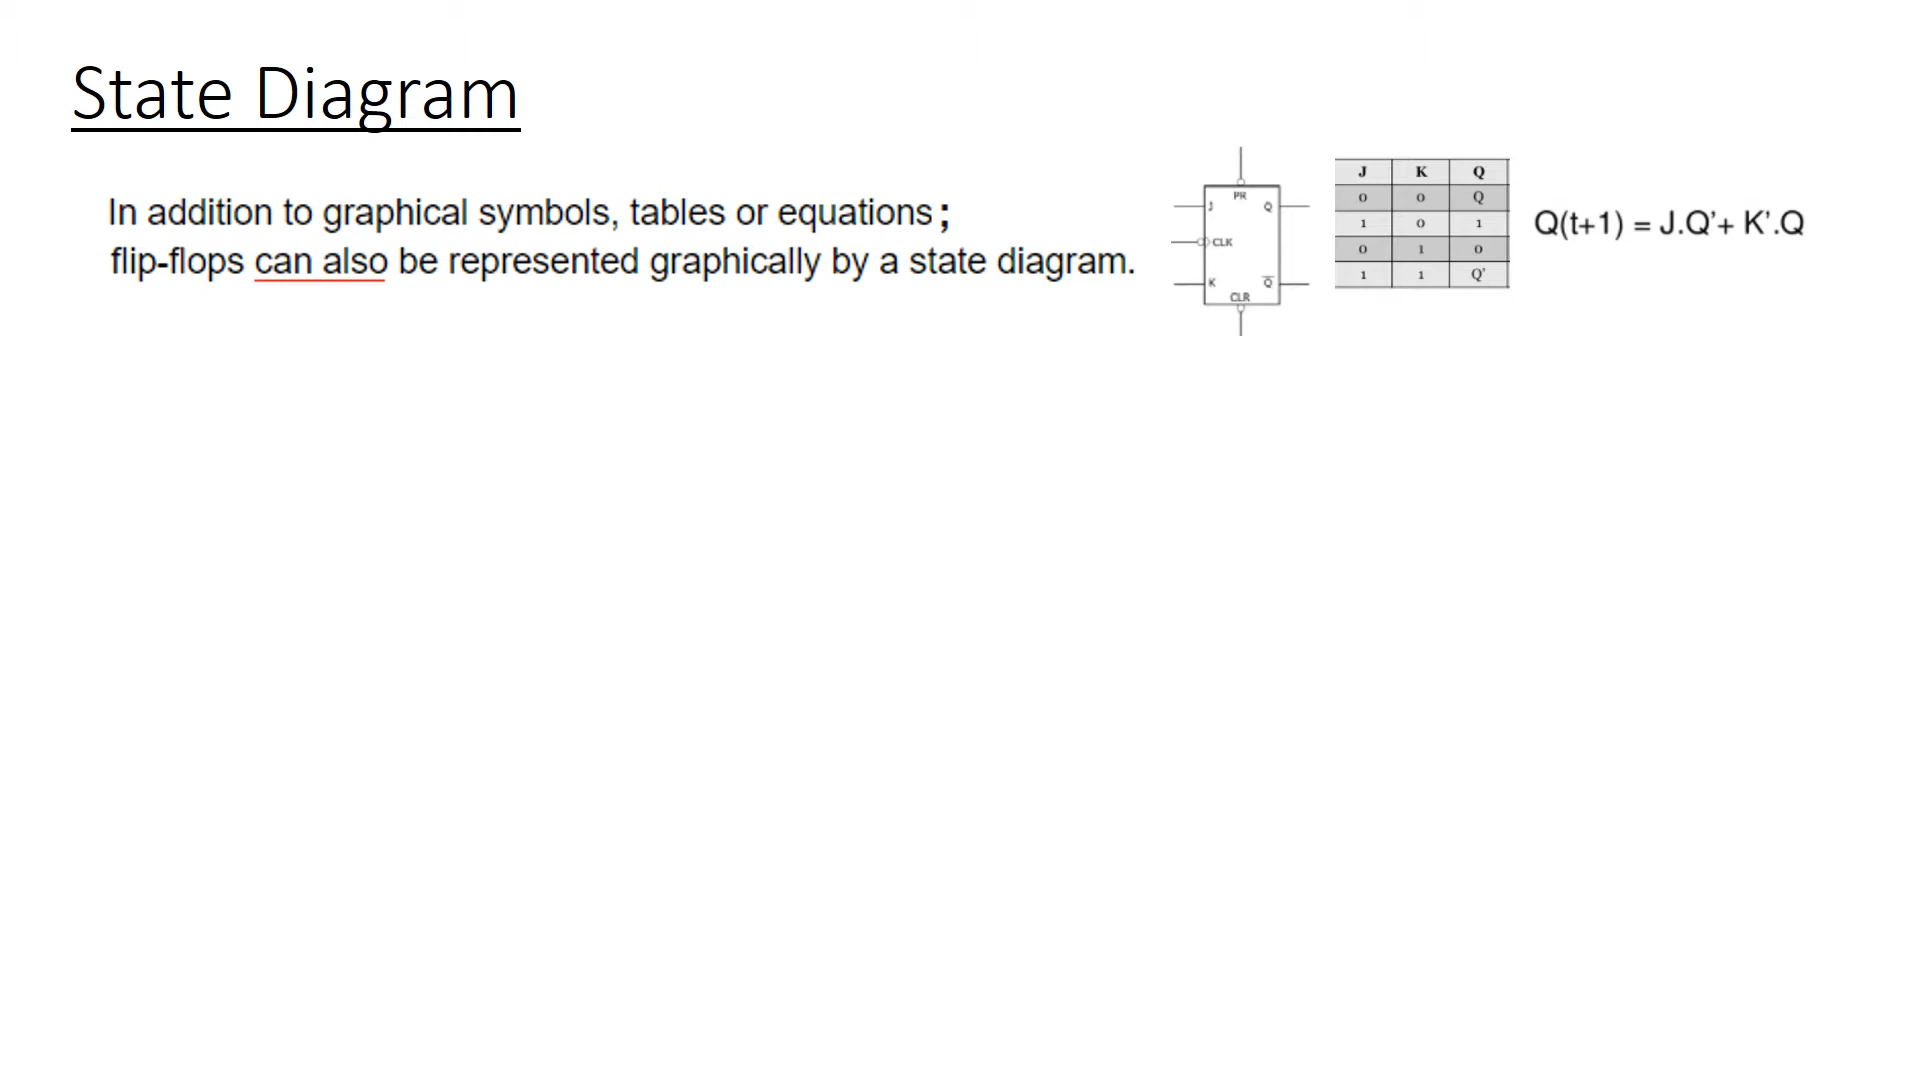 State Diagram
In addition to graphical symbols, tables or equations;
flip-flops can also be represented graphically by a state diagram.
PR
J Q
CLK
K Q̅
CLR
J K Q
0 0 Q
1 0 1
0 1 0
1 1 Q'
Q(t+1) = J.Q'+ K'.Q